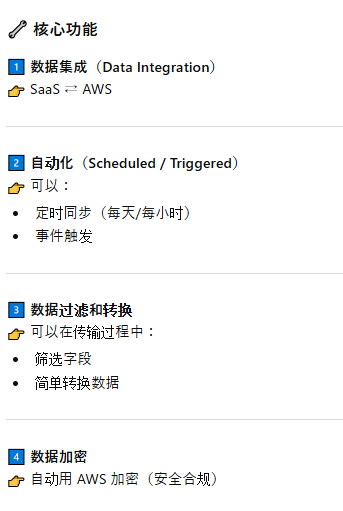 🔧 核心功能
1️⃣ 数据集成（Data Integration）
👉 SaaS ⇄ AWS
2️⃣ 自动化（Scheduled / Triggered）
👉 可以：
• 定时同步（每天/每小时）
• 事件触发
3️⃣ 数据过滤和转换
👉 可以在传输过程中：
• 筛选字段
• 简单转换数据
4️⃣ 数据加密
👉 自动用 AWS 加密（安全合规）